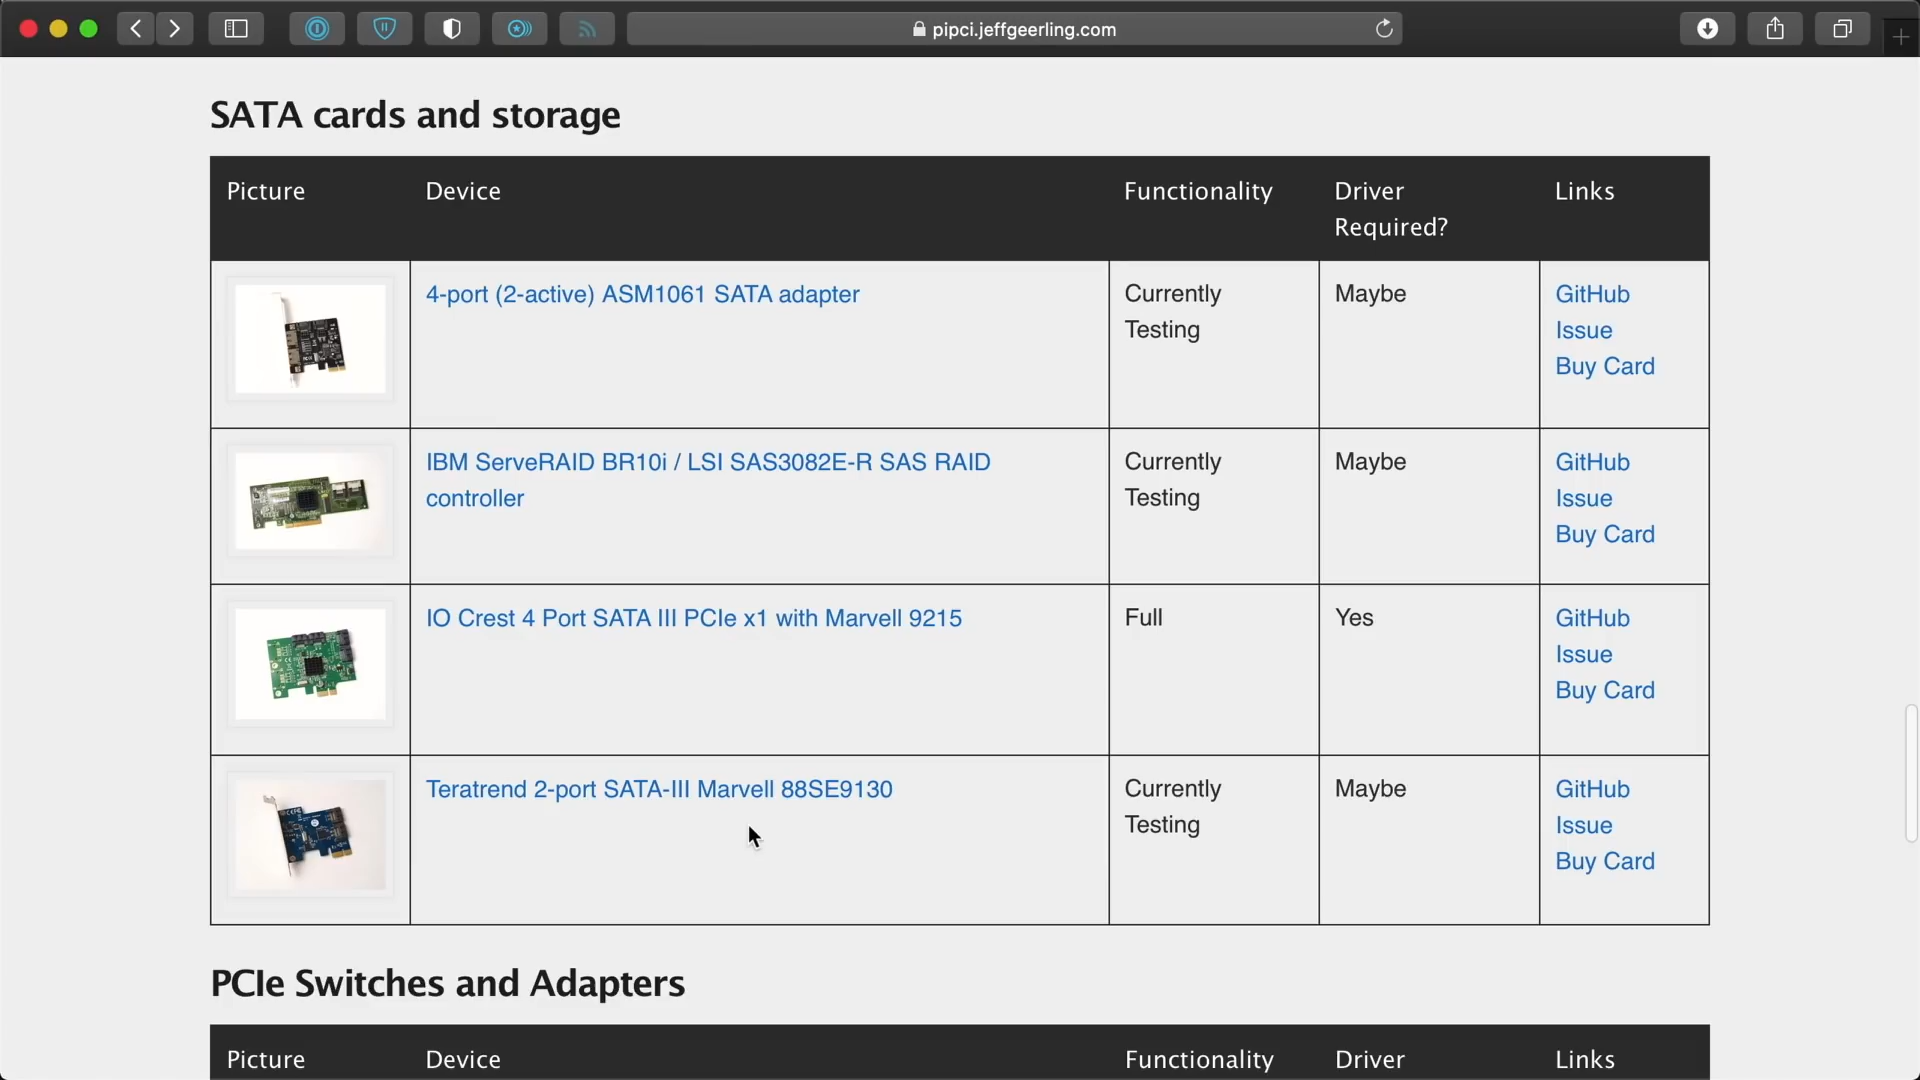 pipci.jeffgeerling.com
SATA cards and storage
Picture
Device
Functionality
Driver
Required?
Links
4-port (2-active) ASM1061 SATA adapter
Currently
Testing
Maybe
GitHub
Issue
Buy Card
IBM ServeRAID BR10i / LSI SAS3082E-R SAS RAID
controller
Currently
Testing
Maybe
GitHub
Issue
Buy Card
IO Crest 4 Port SATA III PCIe x1 with Marvell 9215
Full
Yes
GitHub
Issue
Buy Card
Teratrend 2-port SATA-III Marvell 88SE9130
Currently
Testing
Maybe
GitHub
Issue
Buy Card
PCIe Switches and Adapters
Picture
Device
Functionality
Driver
Links